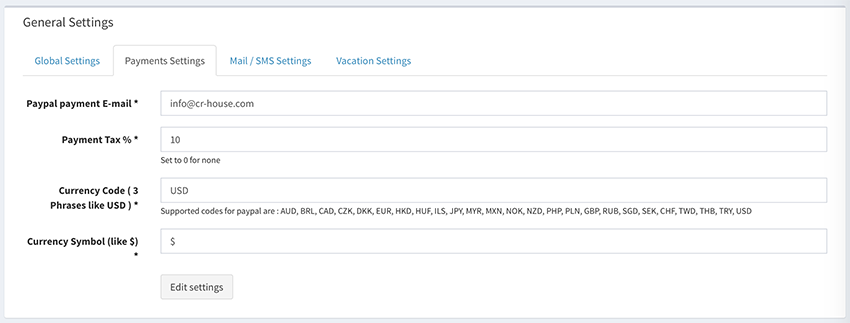 General Settings
Global Settings Payments Settings Mail / SMS Settings Vacation Settings
Paypal payment E-mail * info@cr-house.com
Payment Tax % * 10
Set to 0 for none
Currency Code ( 3 USD
Phrases like USD ) *
Supported codes for paypal are : AUD, BRL, CAD, CZK, DKK, EUR, HKD, HUF, ILS, JPY, MYR, MXN, NOK, NZD, PHP, PLN, GBP, RUB, SGD, SEK, CHF, TWD, THB, TRY, USD
Currency Symbol (like $) $
*
Edit settings